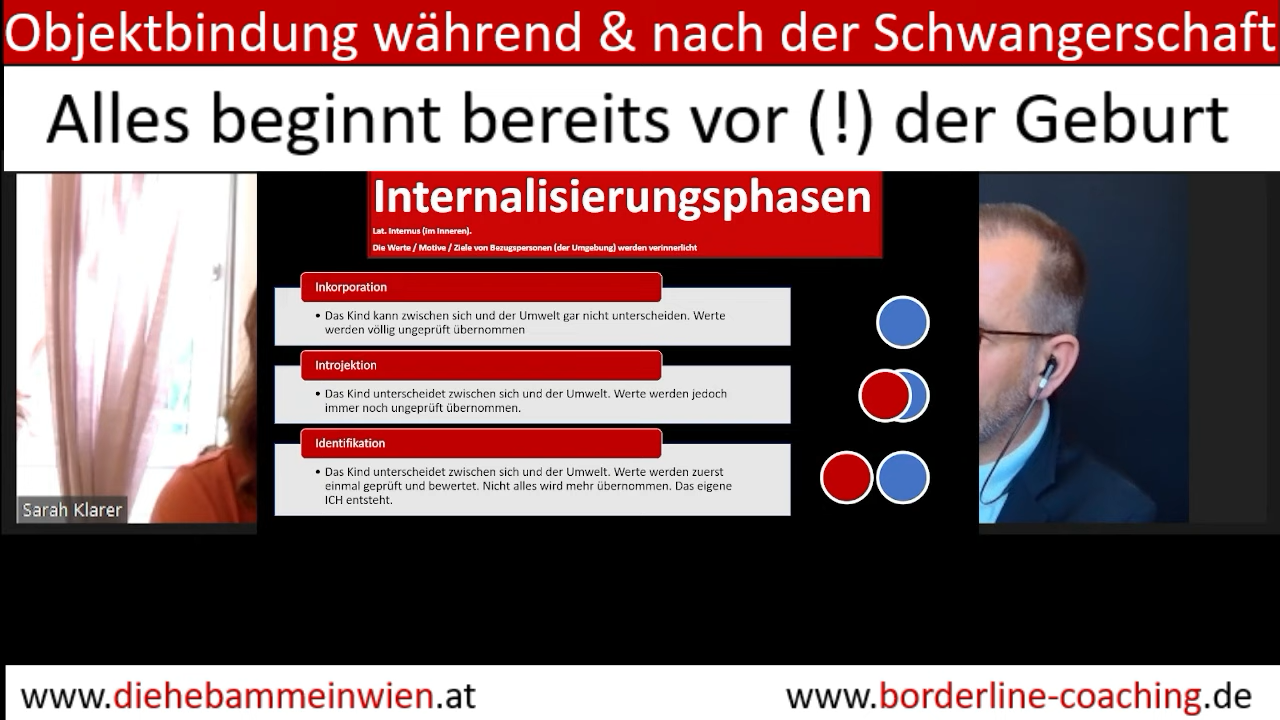 Objektbindung während & nach der Schwangerschaft
Alles beginnt bereits vor (!) der Geburt
Internalisierungsphasen
Lat. Internus (im Inneren).
Die Werte / Motive / Ziele von Bezugspersonen (der Umgebung) werden verinnerlicht
Inkorporation
• Das Kind kann zwischen sich und der Umwelt gar nicht unterscheiden. Werte
werden völlig ungeprüft übernommen
Introjektion
• Das Kind unterscheidet zwischen sich und der Umwelt. Werte werden jedoch
immer noch ungeprüft übernommen.
Identifikation
• Das Kind unterscheidet zwischen sich und der Umwelt. Werte werden zuerst
einmal geprüft und bewertet. Nicht alles wird mehr übernommen. Das eigene
ICH entsteht.
Sarah Klarer
www.diehebammeinwien.at
www.borderline-coaching.de